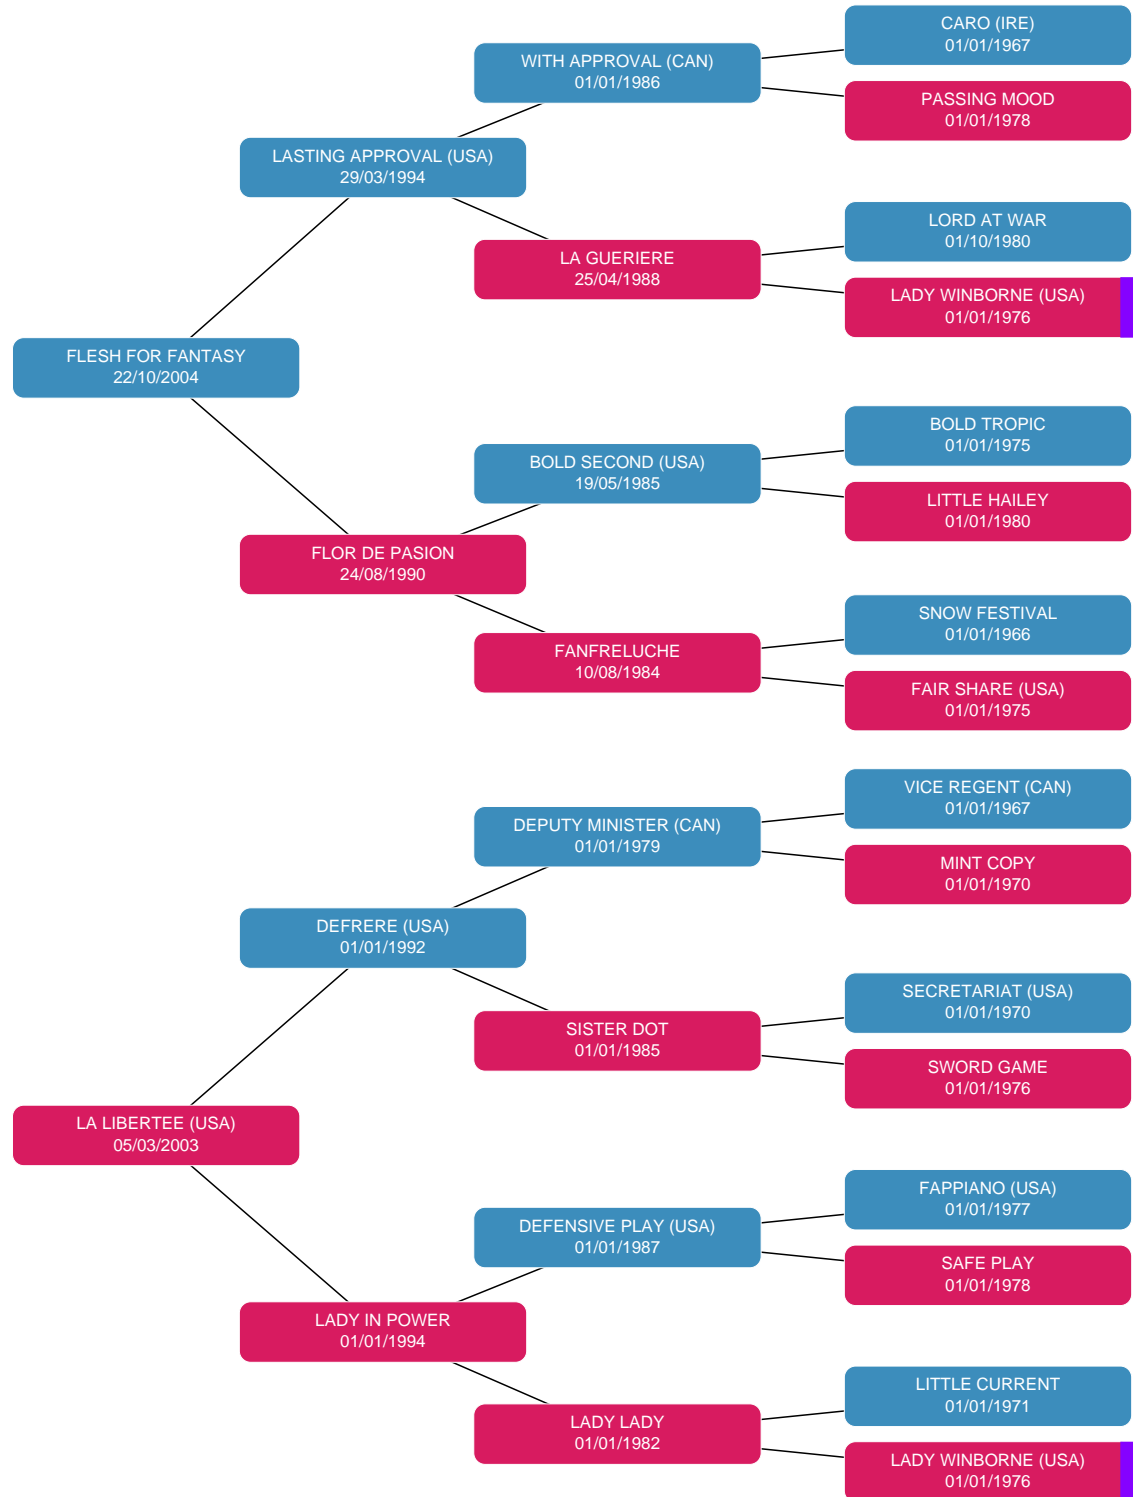 CARO (IRE)
01/01/1967
WITH APPROVAL (CAN)
01/01/1986
PASSING MOOD
01/01/1978
LASTING APPROVAL (USA)
29/03/1994
LORD AT WAR
01/10/1980
LA GUERIERE
25/04/1988
LADY WINBORNE (USA)
01/01/1976
FLESH FOR FANTASY
22/10/2004
BOLD TROPIC
01/01/1975
BOLD SECOND (USA)
19/05/1985
LITTLE HAILEY
01/01/1980
FLOR DE PASION
24/08/1990
SNOW FESTIVAL
01/01/1966
FANFRELUCHE
10/08/1984
FAIR SHARE (USA)
01/01/1975
VICE REGENT (CAN)
01/01/1967
DEPUTY MINISTER (CAN)
01/01/1979
MINT COPY
01/01/1970
DEFRERE (USA)
01/01/1992
SECRETARIAT (USA)
01/01/1970
SISTER DOT
01/01/1985
SWORD GAME
01/01/1976
LA LIBERTEE (USA)
05/03/2003
FAPPIANO (USA)
01/01/1977
DEFENSIVE PLAY (USA)
01/01/1987
SAFE PLAY
01/01/1978
LADY IN POWER
01/01/1994
LITTLE CURRENT
01/01/1971
LADY LADY
01/01/1982
LADY WINBORNE (USA)
01/01/1976